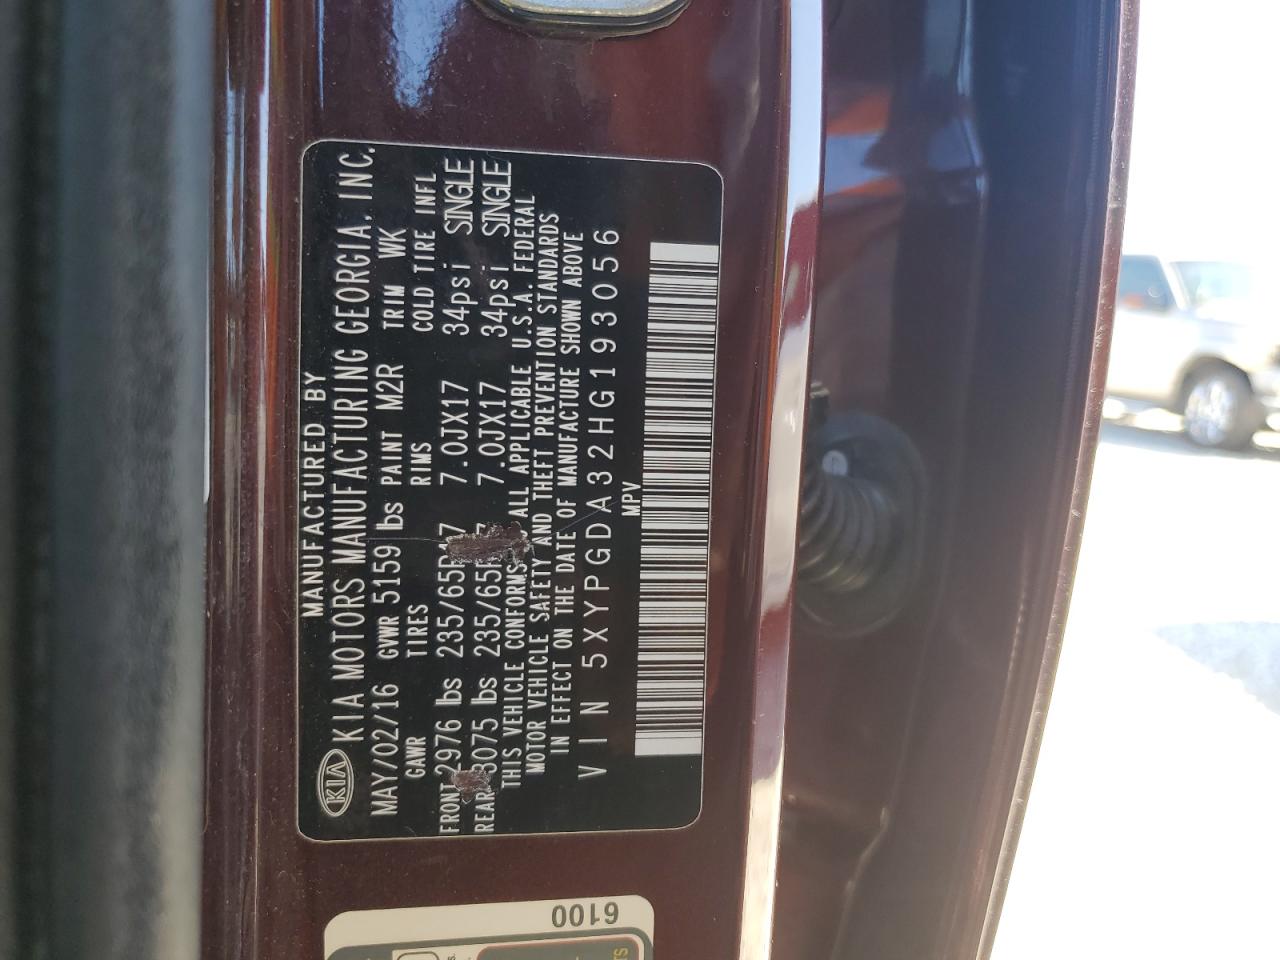 MANUFACTURED BY
KIA KIA MOTORS MANUFACTURING GEORGIA. INC.
MAY/02/16 GVWR 5159 lbs PAINT M2R TRIM WK
GAWR TIRES RIMS COLD TIRE INFL
FRONT 2976 lbs 235/65R17 7.0JX17 34psi SINGLE
REAR 3075 lbs 235/65R 7.0JX17 34psi SINGLE
THIS VEHICLE CONFORMS ALL APPLICABLE U.S.A. FEDERAL
MOTOR VEHICLE SAFETY AND THEFT PREVENTION STANDARDS
IN EFFECT ON THE DATE OF MANUFACTURE SHOWN ABOVE
VIN 5XYPGDA32HG193056
MPV
6100